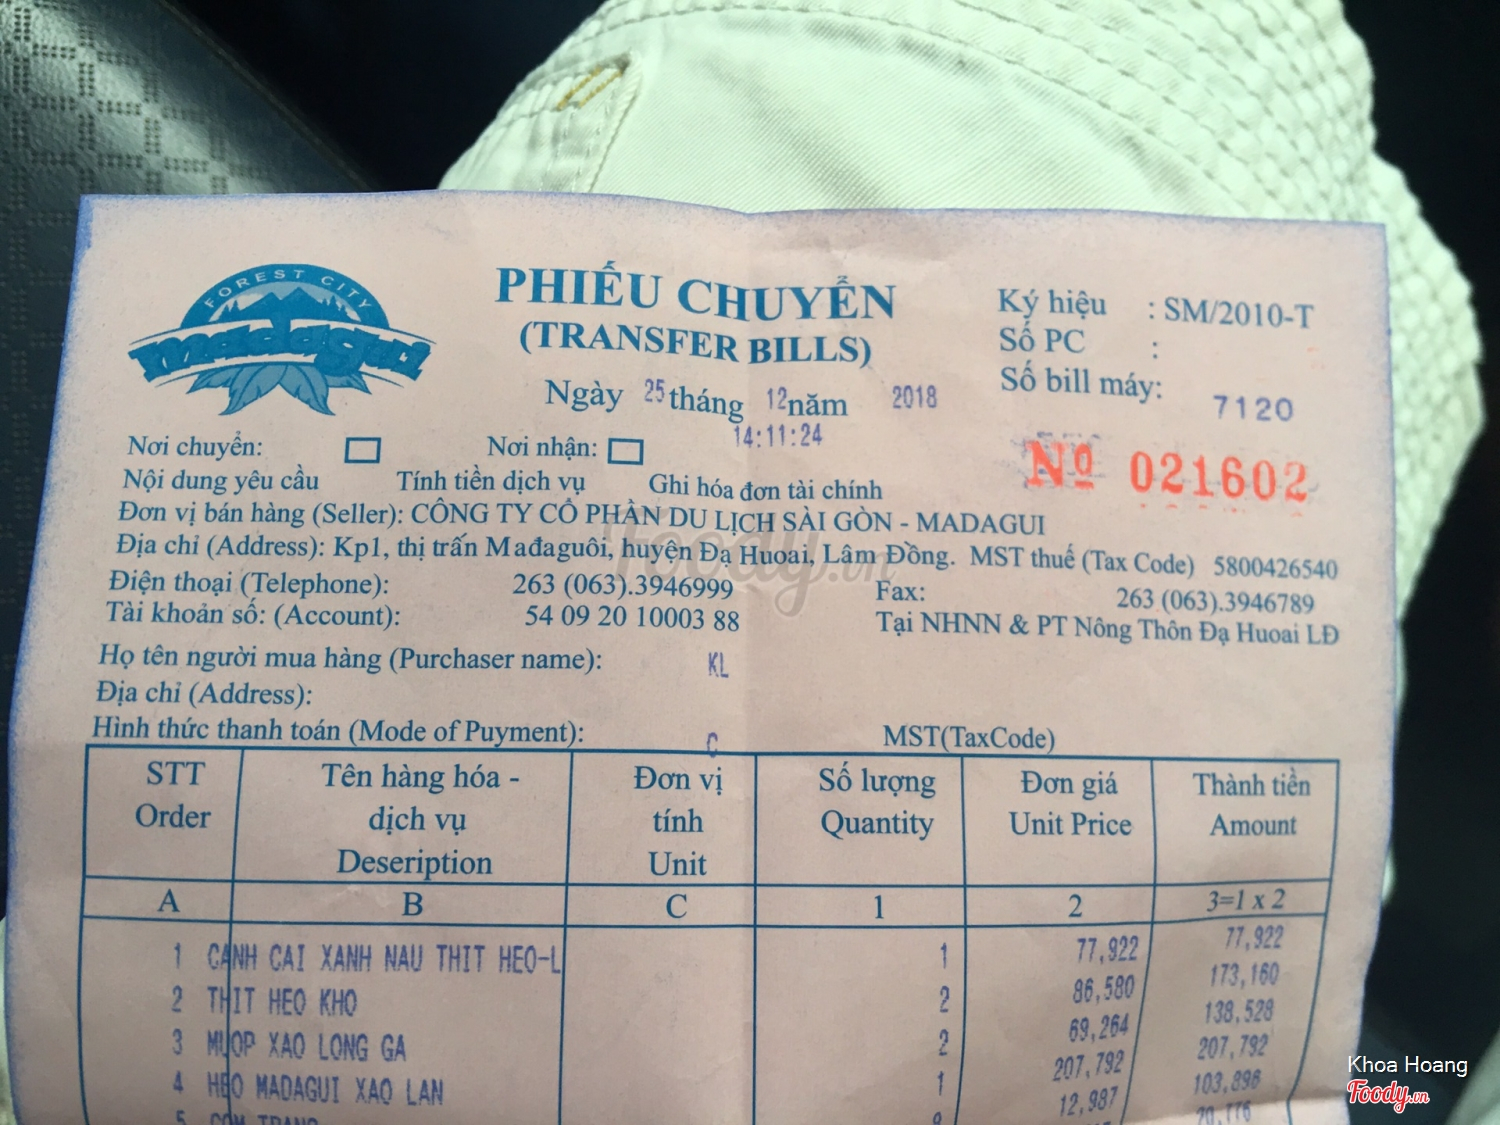 FOREST CITY
madagui
PHIẾU CHUYỂN
(TRANSFER BILLS)
Ngày 25 tháng 12 năm 2018
14:11:24
Ký hiệu : SM/2010-T
Số PC :
Số bill máy: 7120
Nº 021602
Nơi chuyển: Nơi nhận:
Nội dung yêu cầu Tính tiền dịch vụ Ghi hóa đơn tài chính
Đơn vị bán hàng (Seller): CÔNG TY CỔ PHẦN DU LỊCH SÀI GÒN - MADAGUI
Địa chỉ (Address): Kp1, thị trấn Mađaguôi, huyện Đạ Huoai, Lâm Đồng. MST thuế (Tax Code) 5800426540
Điện thoại (Telephone): 263 (063).3946999 Fax: 263 (063).3946789
Tài khoản số: (Account): 54 09 20 10003 88 Tại NHNN & PT Nông Thôn Đạ Huoai LĐ
Họ tên người mua hàng (Purchaser name): KL
Địa chỉ (Address):
Hình thức thanh toán (Mode of Puyment): C MST(TaxCode)
STT Order Tên hàng hóa - dịch vụ Deseription Đơn vị tính Unit Số lượng Quantity Đơn giá Unit Price Thành tiền Amount
A B C 1 2 3=1 x 2
1 CANH CAI XANH NAU THIT HEO-L 1 77,922 77,922
2 THIT HEO KHO 2 86,580 173,160
3 MUOP XAO LONG GA 2 69,264 138,528
4 HEO MADAGUI XAO LAN 1 207,792 207,792
5 COM TRANG 8 12,987 103,896
Foody.vn
Khoa Hoang
Foody.vn